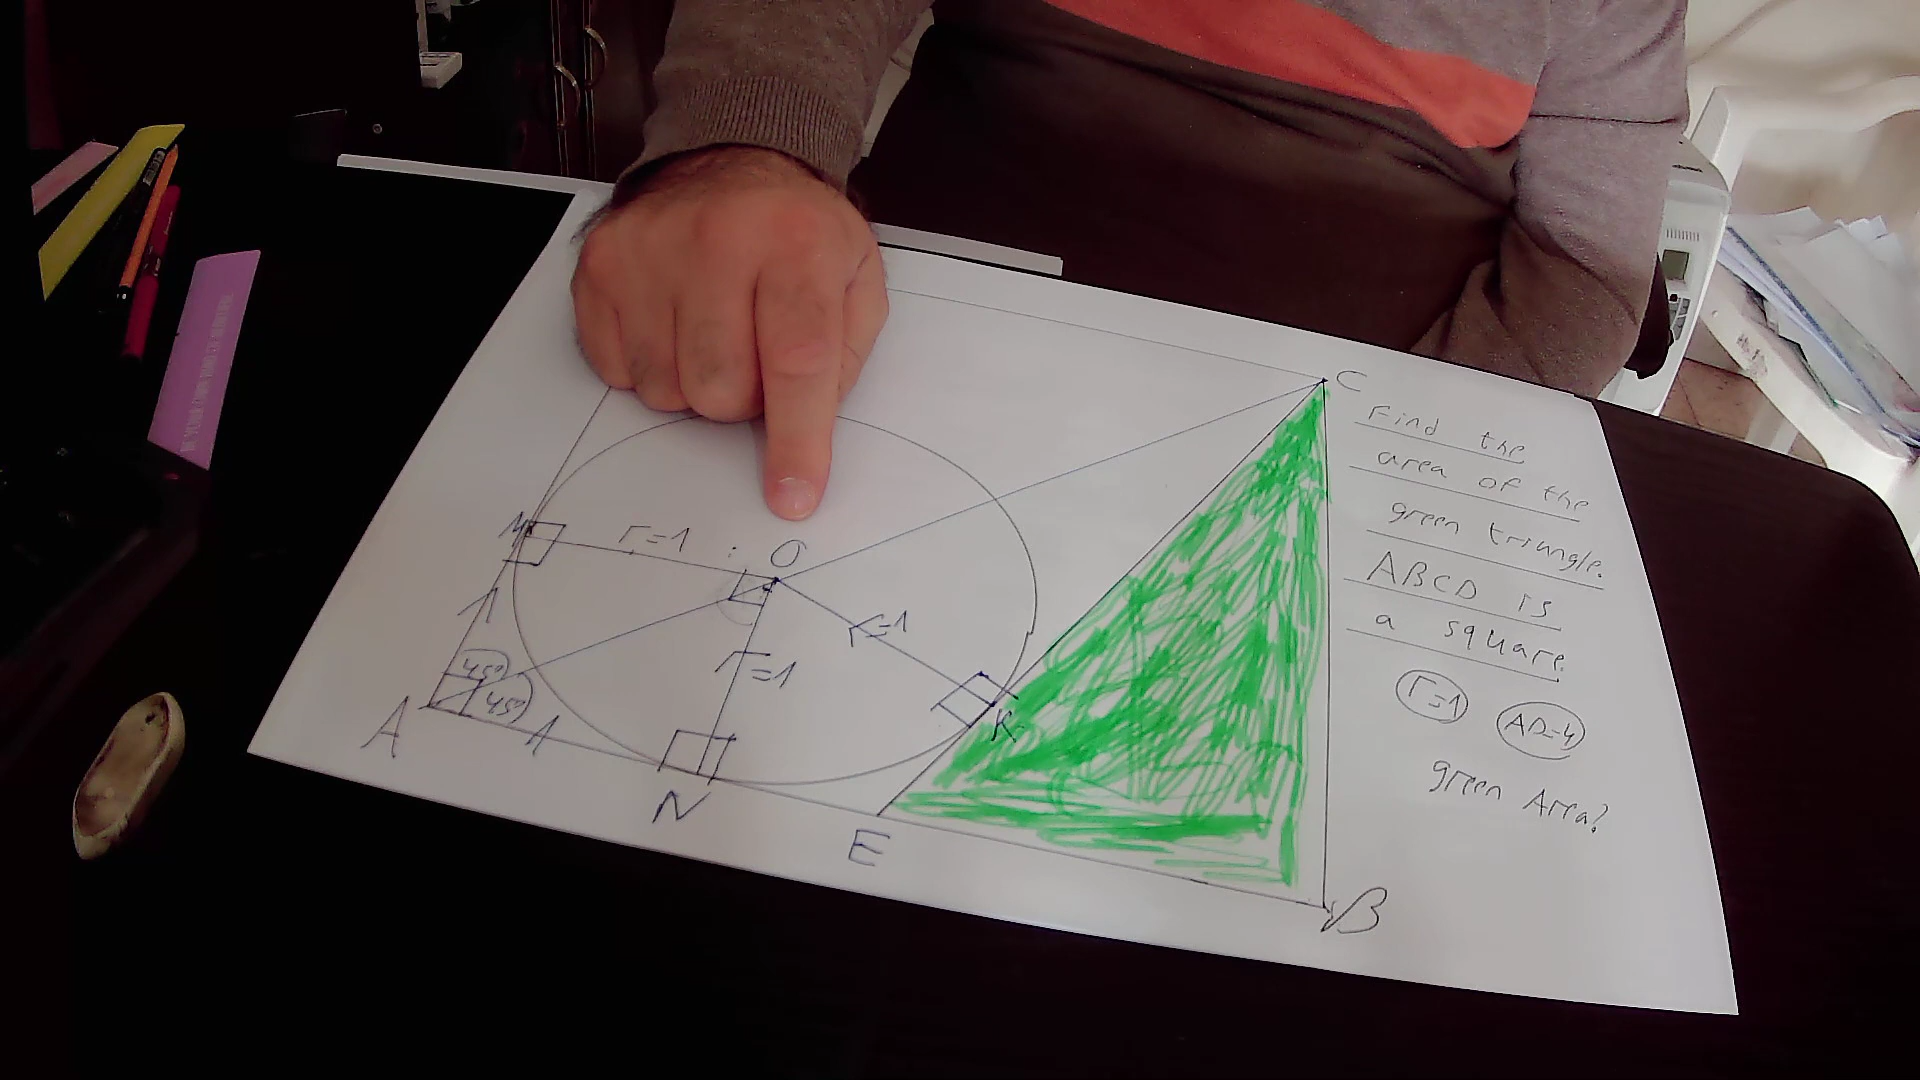 C
Find the
area of the
green triangle.
ABCD is
a square.
r=1
AD=4
green Area?
M
r=1
O
r=1
r=1
1
45°
45°
A
1
K
N
E
B